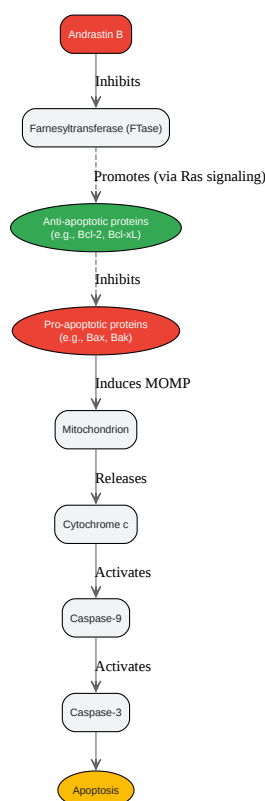 Andrastin B
Inhibits
Farnesyltransferase (FTase)
Promotes (via Ras signaling)
Anti-apoptotic proteins
(e.g., Bcl-2, Bcl-xL)
Inhibits
Pro-apoptotic proteins
(e.g., Bax, Bak)
Induces MOMP
Mitochondrion
Releases
Cytochrome c
Activates
Caspase-9
Activates
Caspase-3
Apoptosis